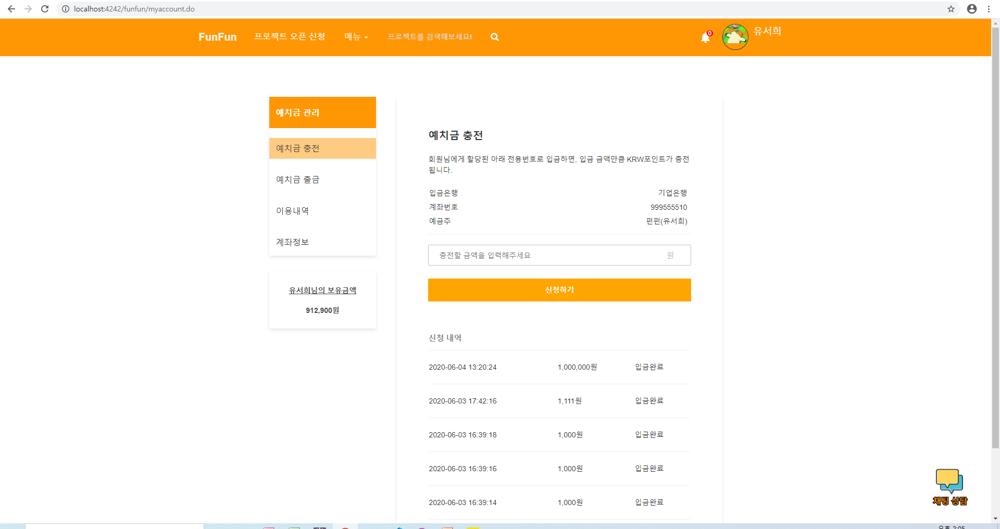 localhost:4242/funfun/myaccount.do
FunFun 프로젝트 오픈 신청 메뉴 프로젝트를 검색해보세요! 0 유서희
예치금 관리
예치금 충전
예치금 출금
이용내역
계좌정보
유서희님의 보유금액
912,900원
예치금 충전
회원님에게 할당된 아래 전용번호로 입금하면, 입금 금액만큼 KRW포인트가 충전
됩니다.
입금은행 기업은행
계좌번호 999555510
예금주 펀펀(유서희)
충전할 금액을 입력해주세요 원
신청하기
신청 내역
2020-06-04 13:20:24 1,000,000원 입금완료
2020-06-03 17:42:16 1,111원 입금완료
2020-06-03 16:39:18 1,000원 입금완료
2020-06-03 16:39:16 1,000원 입금완료
2020-06-03 16:39:14 1,000원 입금완료
채팅 상담
오후 2:05